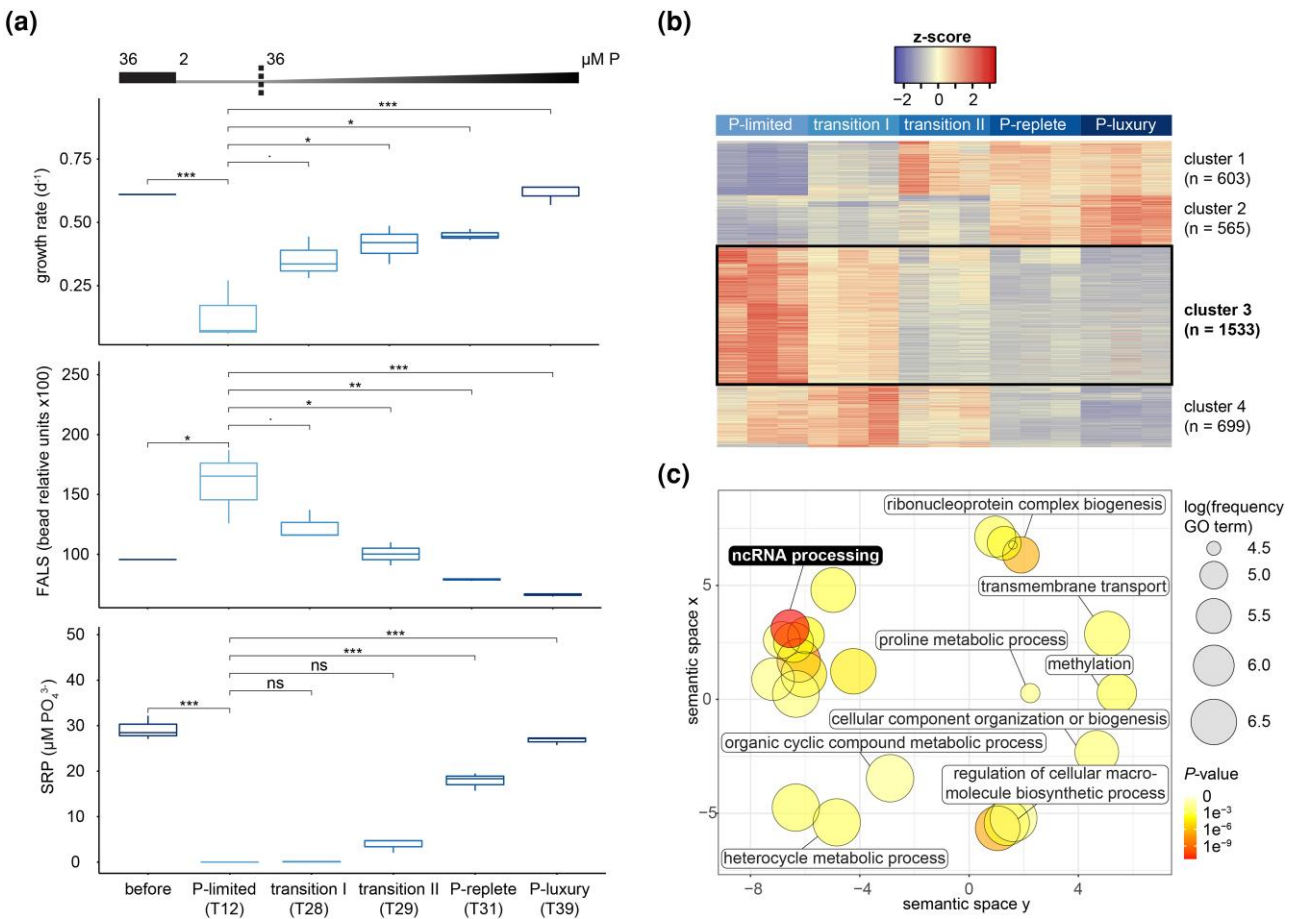 (a)
36 2 36 µM P
***
*
*
.
***
0.75
0.50
0.25
growth rate (d⁻¹)
***
**
*
.
*
250
200
150
100
FALS (bead relative units x100)
***
***
ns
ns
***
50
40
30
20
10
0
SRP (µM PO₄³⁻)
before P-limited transition I transition II P-replete P-luxury
(T12) (T28) (T29) (T31) (T39)
(b)
z-score
−2 0 2
P-limited transition I transition II P-replete P-luxury
cluster 1
(n = 603)
cluster 2
(n = 565)
cluster 3
(n = 1533)
cluster 4
(n = 699)
(c)
ribonucleoprotein complex biogenesis
ncRNA processing
transmembrane transport
proline metabolic process
methylation
cellular component organization or biogenesis
organic cyclic compound metabolic process
regulation of cellular macro-
molecule biosynthetic process
heterocycle metabolic process
5
0
−5
semantic space x
−8 −4 0 4
semantic space y
log(frequency
GO term)
4.5
5.0
5.5
6.0
6.5
P-value
0
1e⁻³
1e⁻⁶
1e⁻⁹